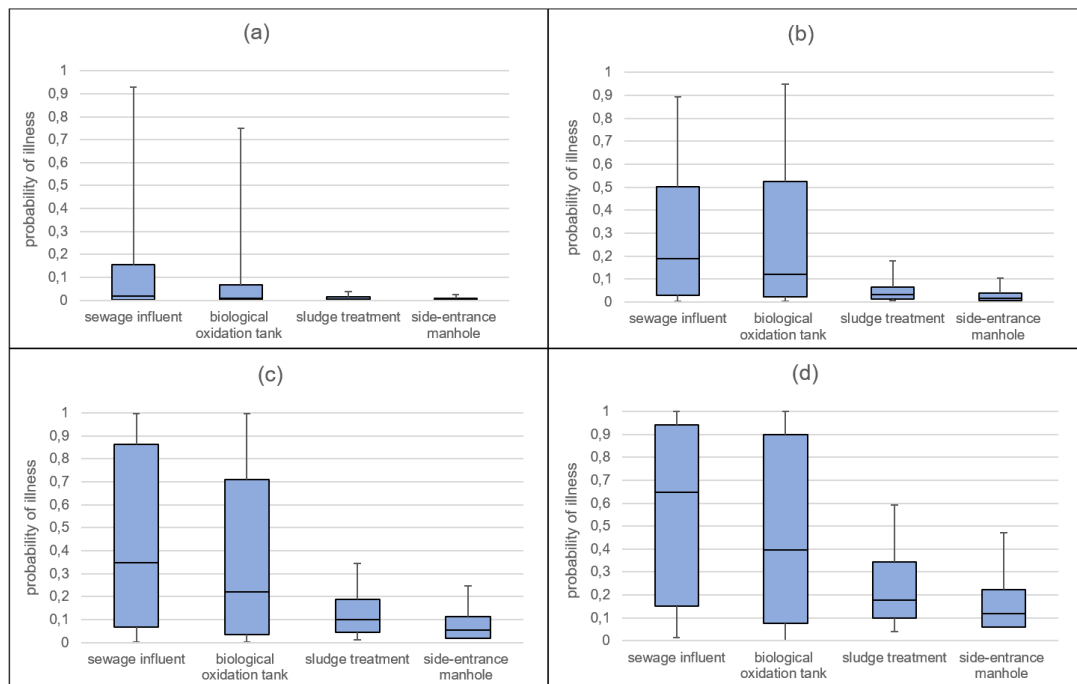 (a)
probability of illness
1
0,9
0,8
0,7
0,6
0,5
0,4
0,3
0,2
0,1
0
sewage influent
biological
oxidation tank
sludge treatment
side-entrance
manhole
(b)
probability of illness
1
0,9
0,8
0,7
0,6
0,5
0,4
0,3
0,2
0,1
0
sewage influent
biological
oxidation tank
sludge treatment
side-entrance
manhole
(c)
probability of illness
1
0,9
0,8
0,7
0,6
0,5
0,4
0,3
0,2
0,1
0
sewage influent
biological
oxidation tank
sludge treatment
side-entrance
manhole
(d)
probability of illness
1
0,9
0,8
0,7
0,6
0,5
0,4
0,3
0,2
0,1
0
sewage influent
biological
oxidation tank
sludge treatment
side-entrance
manhole